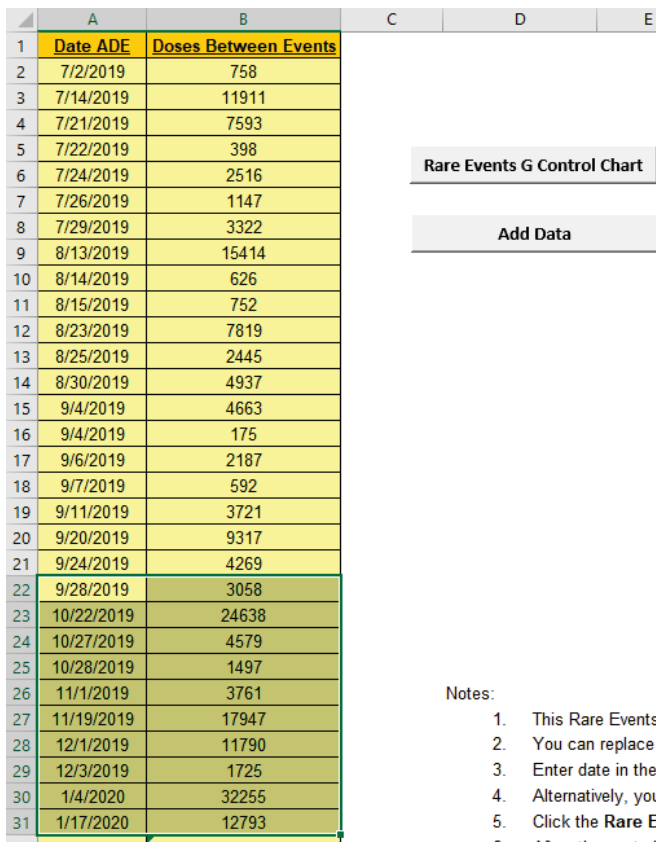 A B C D E
1 Date ADE Doses Between Events
2 7/2/2019 758
3 7/14/2019 11911
4 7/21/2019 7593
5 7/22/2019 398
6 7/24/2019 2516
Rare Events G Control Chart
7 7/26/2019 1147
8 7/29/2019 3322
Add Data
9 8/13/2019 15414
10 8/14/2019 626
11 8/15/2019 752
12 8/23/2019 7819
13 8/25/2019 2445
14 8/30/2019 4937
15 9/4/2019 4663
16 9/4/2019 175
17 9/6/2019 2187
18 9/7/2019 592
19 9/11/2019 3721
20 9/20/2019 9317
21 9/24/2019 4269
22 9/28/2019 3058
23 10/22/2019 24638
24 10/27/2019 4579
25 10/28/2019 1497
26 11/1/2019 3761 Notes:
27 11/19/2019 17947 1. This Rare Events
28 12/1/2019 11790 2. You can replace
29 12/3/2019 1725 3. Enter date in the
30 1/4/2020 32255 4. Alternatively, you
31 1/17/2020 12793 5. Click the Rare E